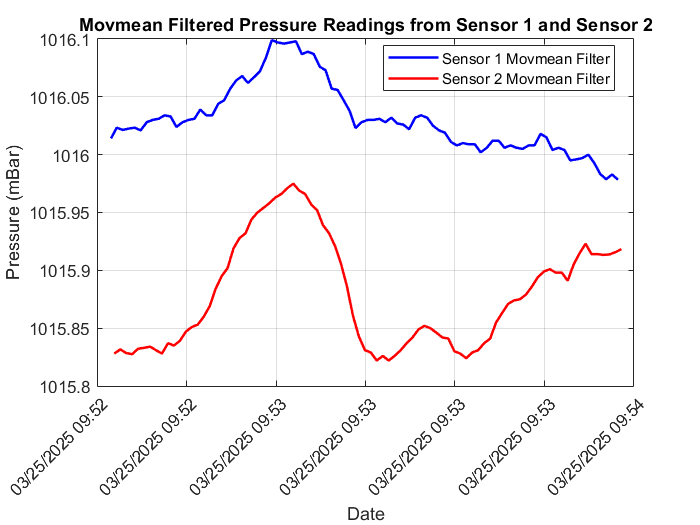 Movmean Filtered Pressure Readings from Sensor 1 and Sensor 2
Sensor 1 Movmean Filter
Sensor 2 Movmean Filter
Pressure (mBar)
1016.1
1016.05
1016
1015.95
1015.9
1015.85
1015.8
03/25/2025 09:52
03/25/2025 09:52
03/25/2025 09:53
03/25/2025 09:53
03/25/2025 09:53
03/25/2025 09:53
03/25/2025 09:54
Date